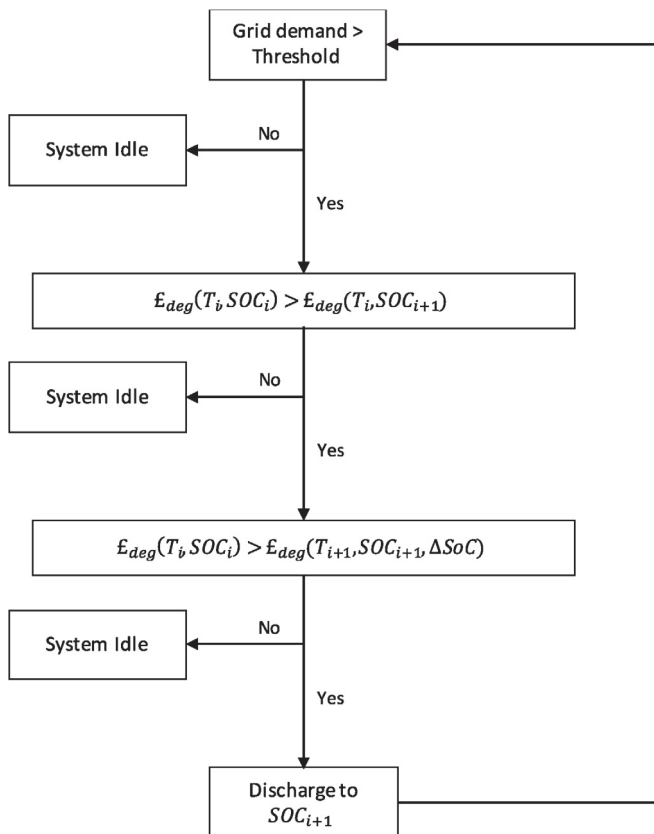 Grid demand >
Threshold
No
System Idle
Yes
£deg(Ti,SOCi) > £deg(Ti,SOCi+1)
No
System Idle
Yes
£deg(Ti,SOCi) > £deg(Ti+1,SOCi+1,ΔSoC)
No
System Idle
Yes
Discharge to
SOCi+1